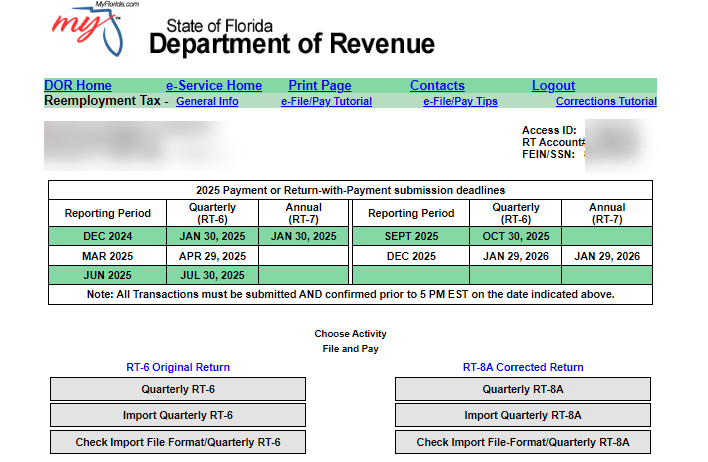 MyFlorida.com
my
State of Florida
Department of Revenue
DOR Home e-Service Home Print Page Contacts Logout
Reemployment Tax - General Info e-File/Pay Tutorial e-File/Pay Tips Corrections Tutorial
Access ID:
RT Account#
FEIN/SSN:
2025 Payment or Return-with-Payment submission deadlines
Reporting Period Quarterly (RT-6) Annual (RT-7) Reporting Period Quarterly (RT-6) Annual (RT-7)
DEC 2024 JAN 30, 2025 JAN 30, 2025 SEPT 2025 OCT 30, 2025
MAR 2025 APR 29, 2025 DEC 2025 JAN 29, 2026 JAN 29, 2026
JUN 2025 JUL 30, 2025
Note: All Transactions must be submitted AND confirmed prior to 5 PM EST on the date indicated above.
Choose Activity
File and Pay
RT-6 Original Return RT-8A Corrected Return
Quarterly RT-6 Quarterly RT-8A
Import Quarterly RT-6 Import Quarterly RT-8A
Check Import File Format/Quarterly RT-6 Check Import File-Format/Quarterly RT-8A